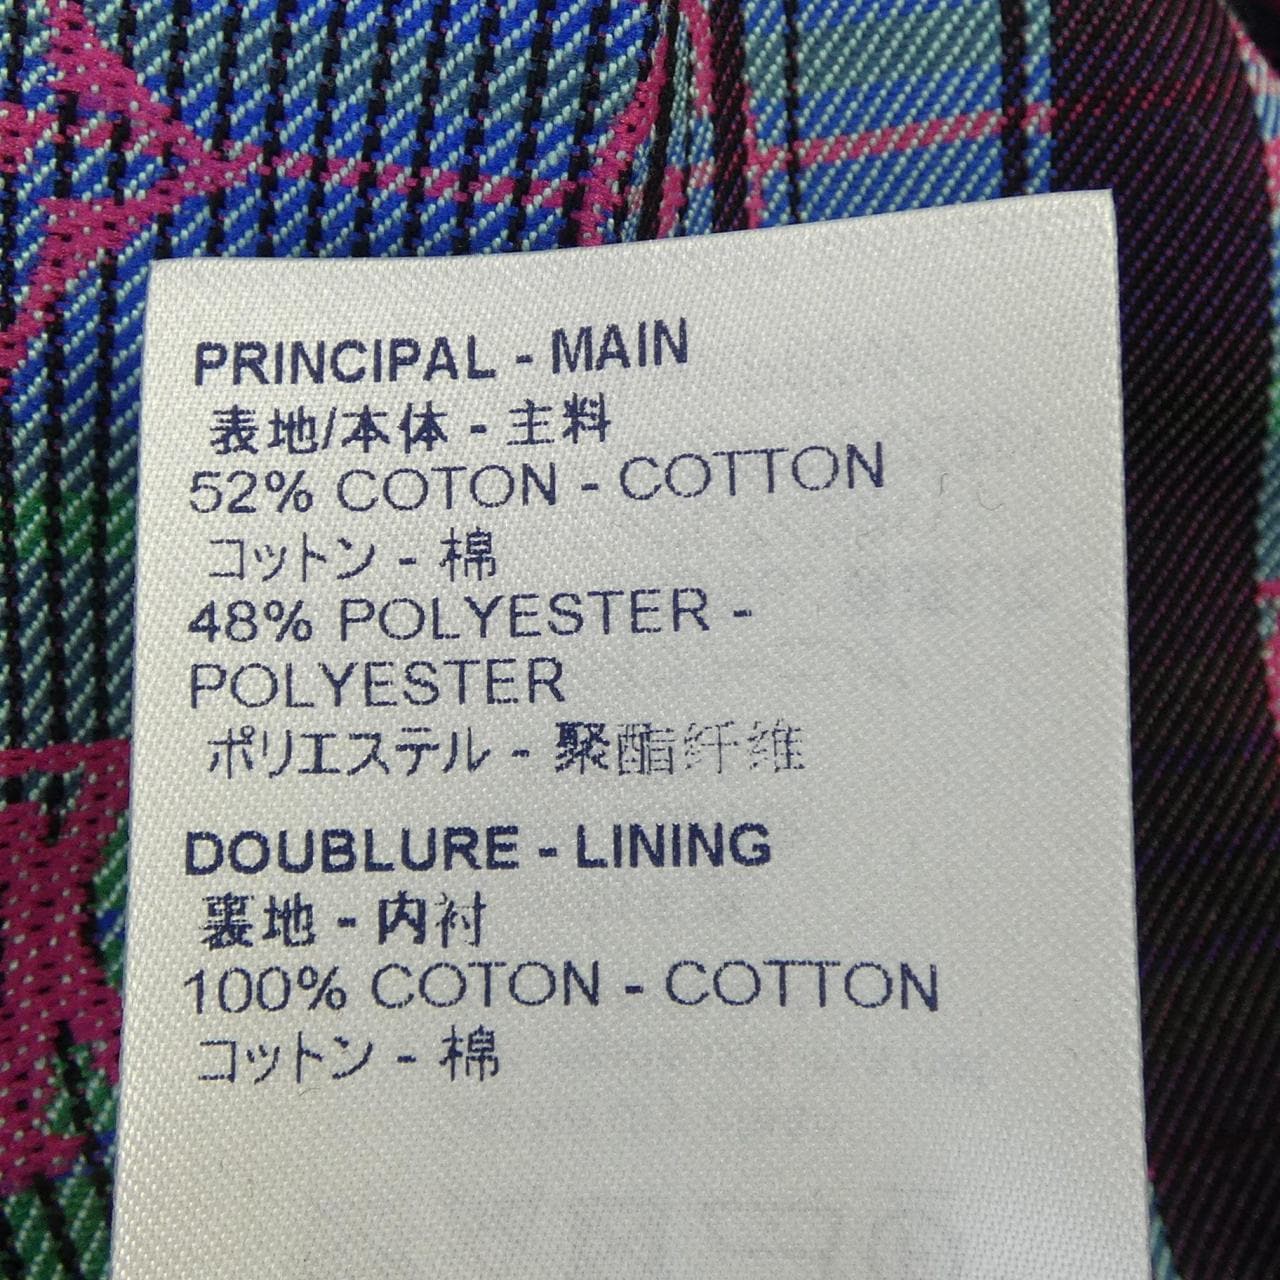 PRINCIPAL - MAIN
表地/本体 - 主料
52% COTON - COTTON
コットン - 棉
48% POLYESTER -
POLYESTER
ポリエステル - 聚酯纤维
DOUBLURE - LINING
裏地 - 内衬
100% COTON - COTTON
コットン - 棉